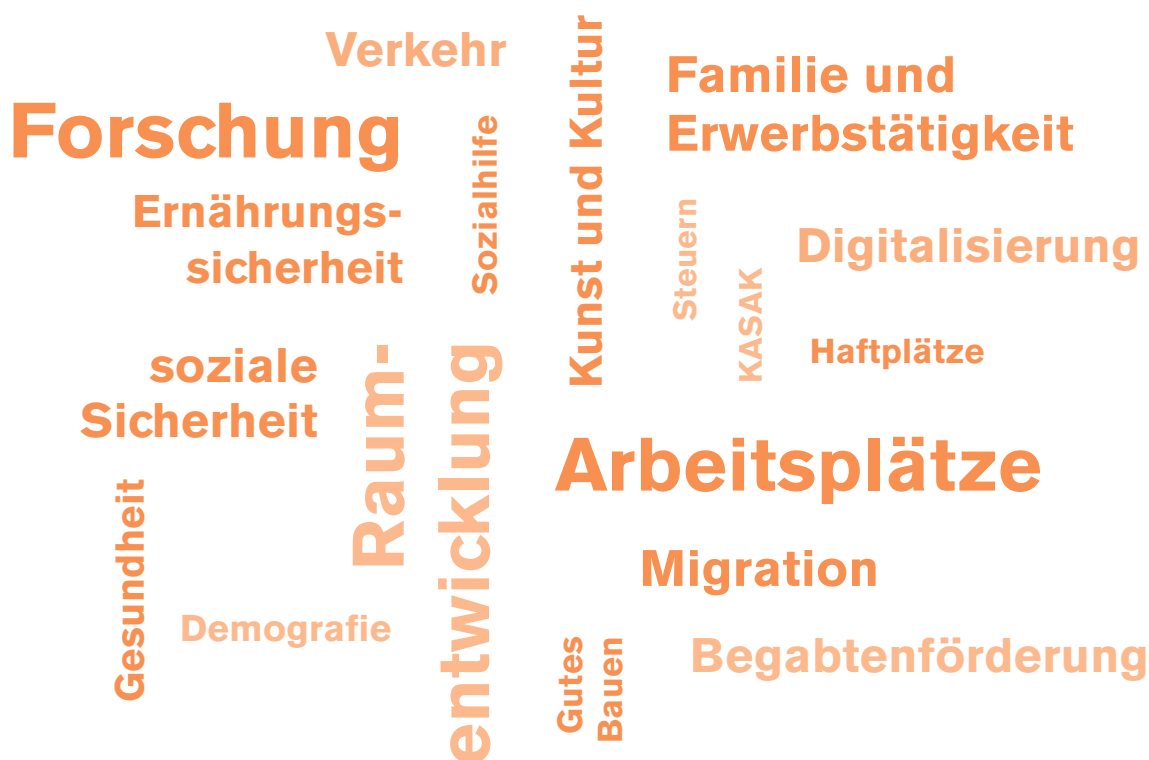 Verkehr
Forschung
Ernährungs-
sicherheit
Sozialhilfe
Kunst und Kultur
Familie und
Erwerbstätigkeit
Steuern
KASAK
Digitalisierung
Haftplätze
soziale
Sicherheit
Raum-
entwicklung
Arbeitsplätze
Gesundheit
Demografie
Migration
Gutes
Bauen
Begabtenförderung